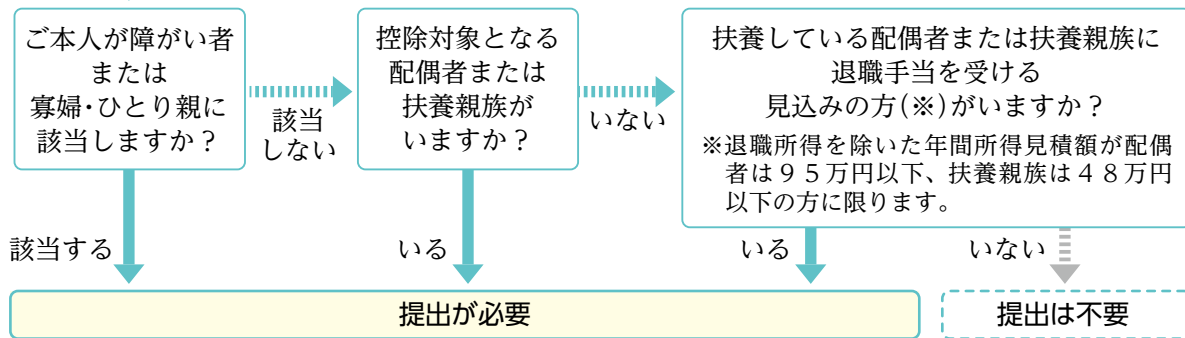 ご本人が障がい者
または
寡婦・ひとり親に
該当しますか？
該当
しない
控除対象となる
配偶者または
扶養親族が
いますか？
いない
扶養している配偶者または扶養親族に
退職手当を受ける
見込みの方(※)がいますか？
※退職所得を除いた年間所得見積額が配偶
者は９５万円以下、扶養親族は４８万円
以下の方に限ります。
該当する
いる
いる
いない
提出が必要
提出は不要